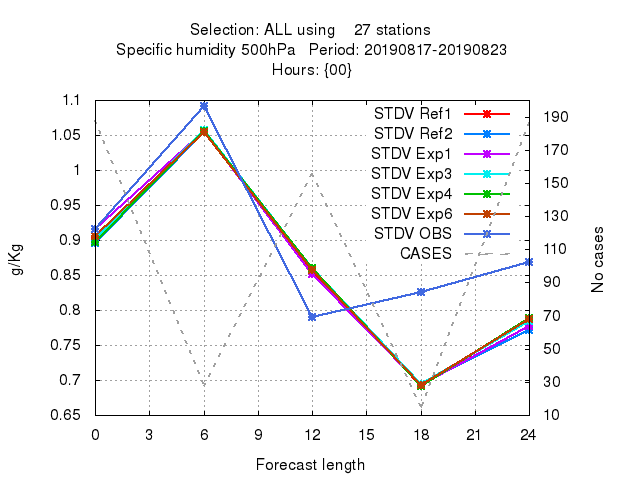 Selection: ALL using 27 stations
Specific humidity 500hPa Period: 20190817-20190823
Hours: {00}
1.1
1.05
1
0.95
0.9
0.85
0.8
0.75
0.7
0.65
g/Kg
STDV Ref1
STDV Ref2
STDV Exp1
STDV Exp3
STDV Exp4
STDV Exp6
STDV OBS
CASES
190
170
150
130
110
90
70
50
30
10
No cases
0 3 6 9 12 15 18 21 24
Forecast length